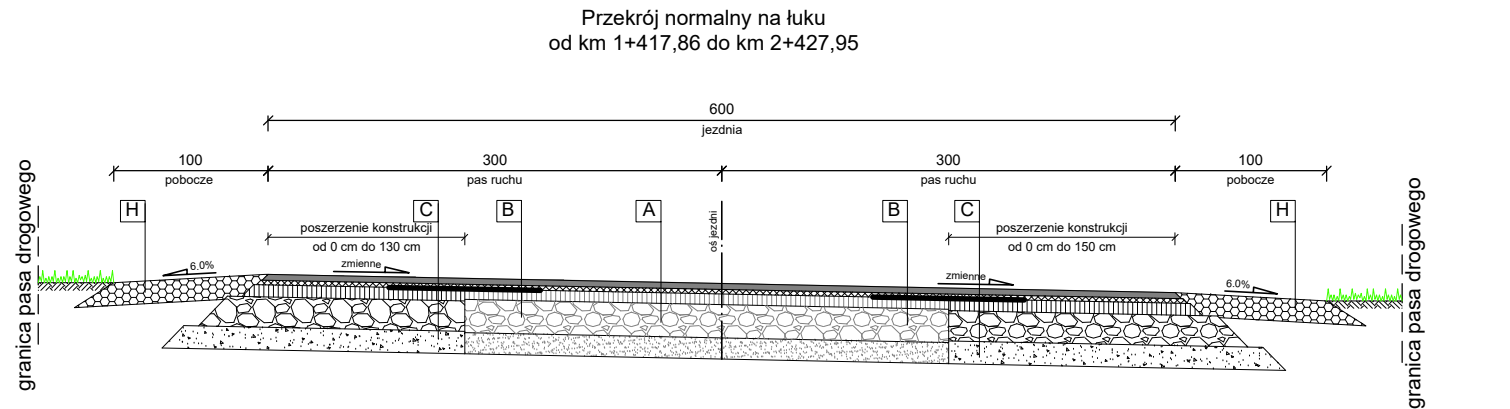 Przekrój normalny na łuku
od km 1+417,86 do km 2+427,95
600
jezdnia
100
300
300
100
pobocze
pas ruchu
pas ruchu
pobocze
granica pasa drogowego
granica pasa drogowego
H
C
B
A
B
C
H
oś jezdni
poszerzenie konstrukcji
od 0 cm do 130 cm
poszerzenie konstrukcji
od 0 cm do 150 cm
6.0%
zmienne
zmienne
6.0%